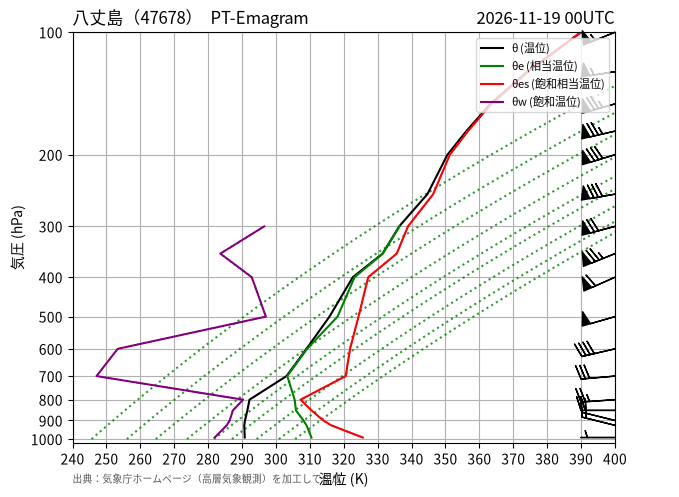 八丈島（47678） PT-Emagram
2026-11-19 00UTC
θ (温位)
θe (相当温位)
θes (飽和相当温位)
θw (飽和温位)
気圧 (hPa)
100
200
300
400
500
600
700
800
900
1000
240 250 260 270 280 290 300 310 320 330 340 350 360 370 380 390 400
温位 (K)
出典：気象庁ホームページ（高層気象観測）を加工して